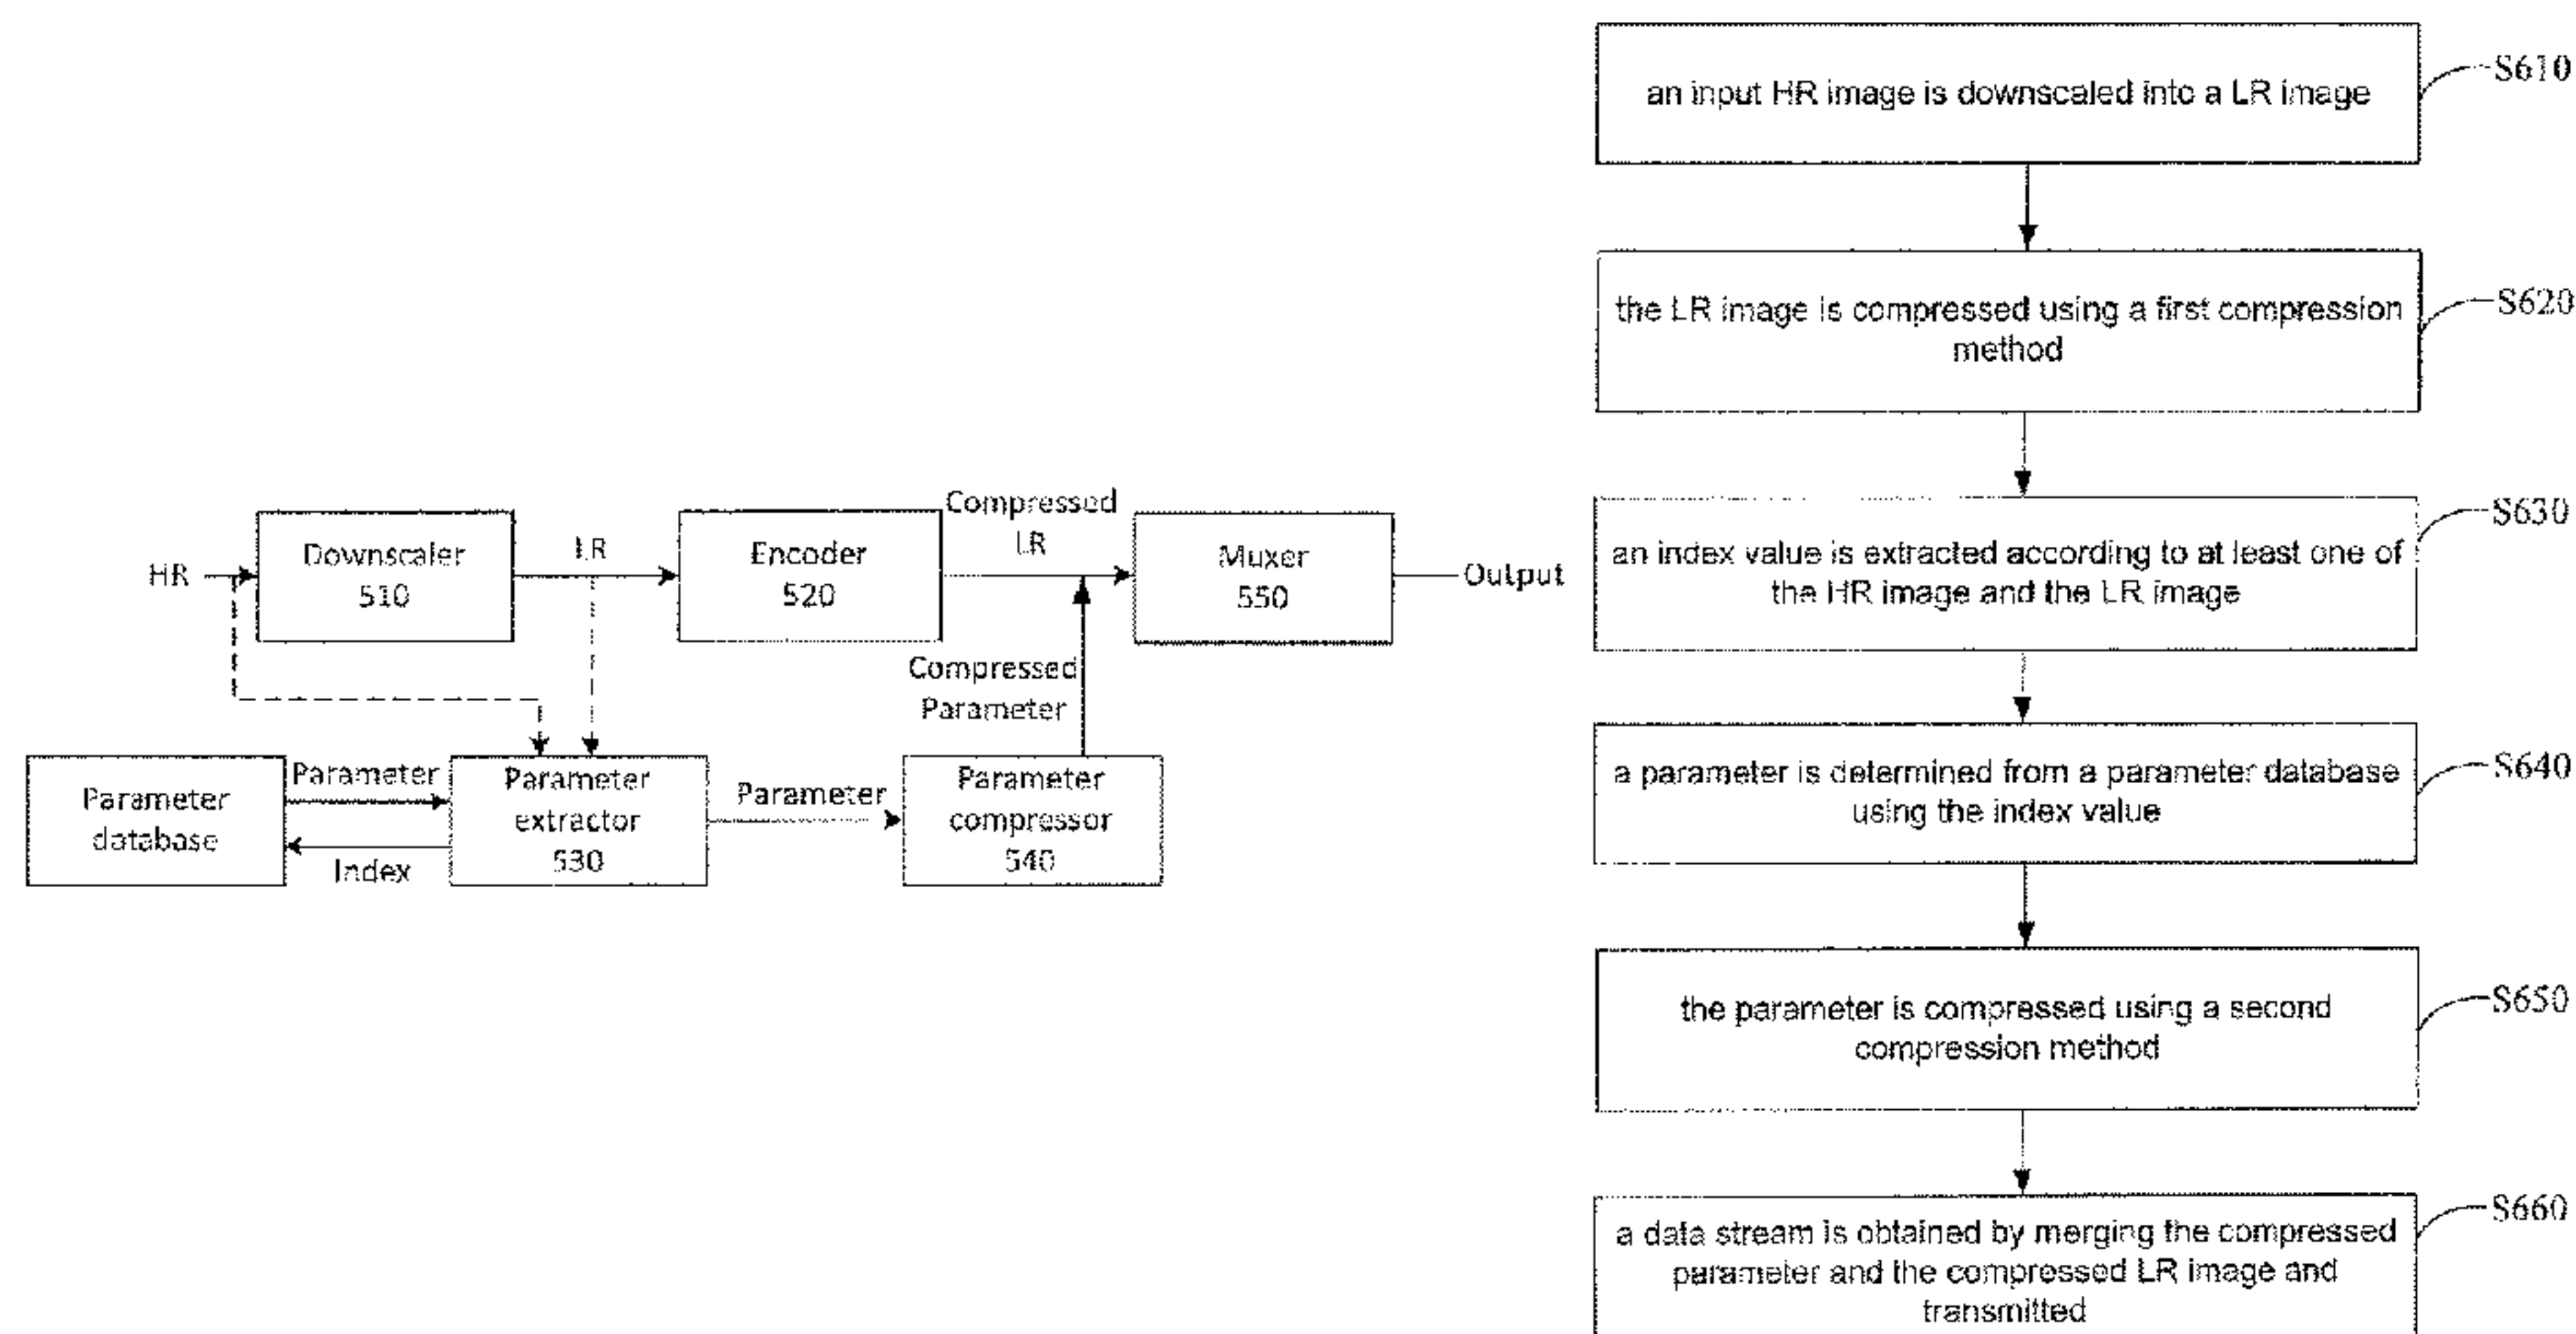 HR
Downscaler
510
LR
Encoder
520
Compressed
LR
Muxer
550
Output
Compressed
Parameter
Parameter
database
Parameter
Index
Parameter
extractor
530
Parameter
Parameter
compressor
540
an input HR image is downscaled into a LR image
S610
the LR image is compressed using a first compression
method
S620
an index value is extracted according to at least one of
the HR image and the LR image
S630
a parameter is determined from a parameter database
using the index value
S640
the parameter is compressed using a second
compression method
S650
a data stream is obtained by merging the compressed
parameter and the compressed LR image and
transmitted
S660